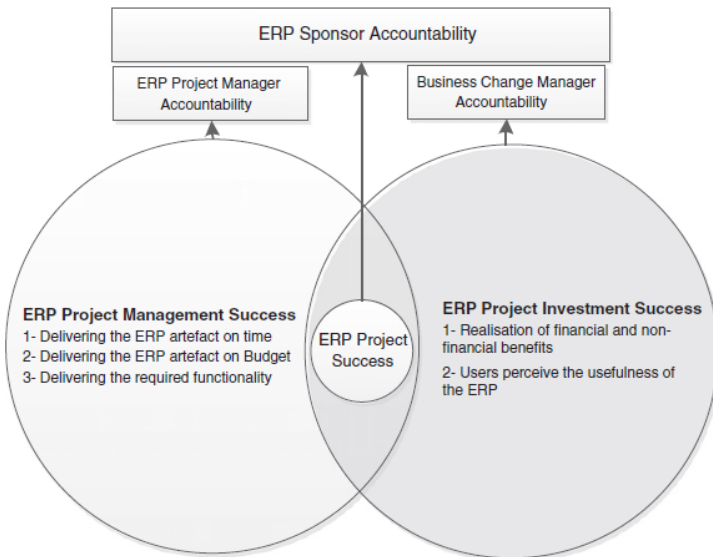 ERP Sponsor Accountability
ERP Project Manager
Accountability
Business Change Manager
Accountability
ERP Project Management Success
1- Delivering the ERP artefact on time
2- Delivering the ERP artefact on Budget
3- Delivering the required functionality
ERP Project
Success
ERP Project Investment Success
1- Realisation of financial and non-
financial benefits
2- Users perceive the usefulness of
the ERP